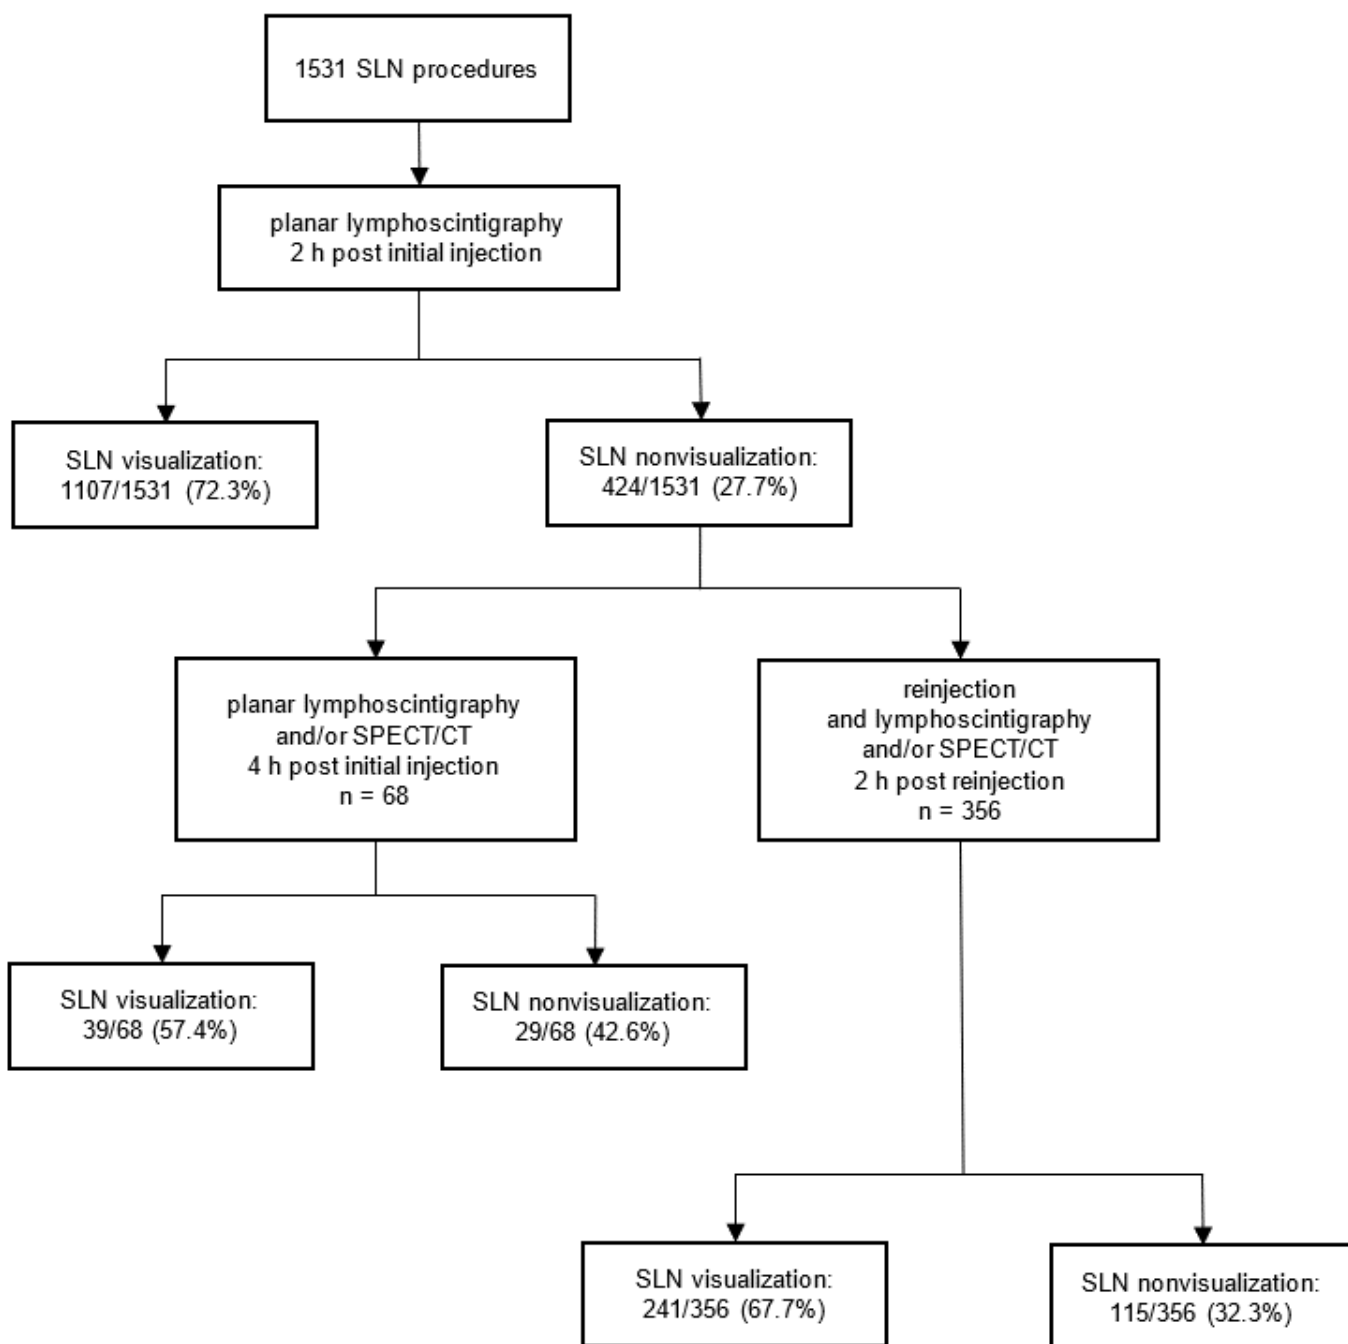 1531 SLN procedures
planar lymphoscintigraphy
2 h post initial injection
SLN visualization:
1107/1531 (72.3%)
SLN nonvisualization:
424/1531 (27.7%)
planar lymphoscintigraphy
and/or SPECT/CT
4 h post initial injection
n = 68
reinjection
and lymphoscintigraphy
and/or SPECT/CT
2 h post reinjection
n = 356
SLN visualization:
39/68 (57.4%)
SLN nonvisualization:
29/68 (42.6%)
SLN visualization:
241/356 (67.7%)
SLN nonvisualization:
115/356 (32.3%)